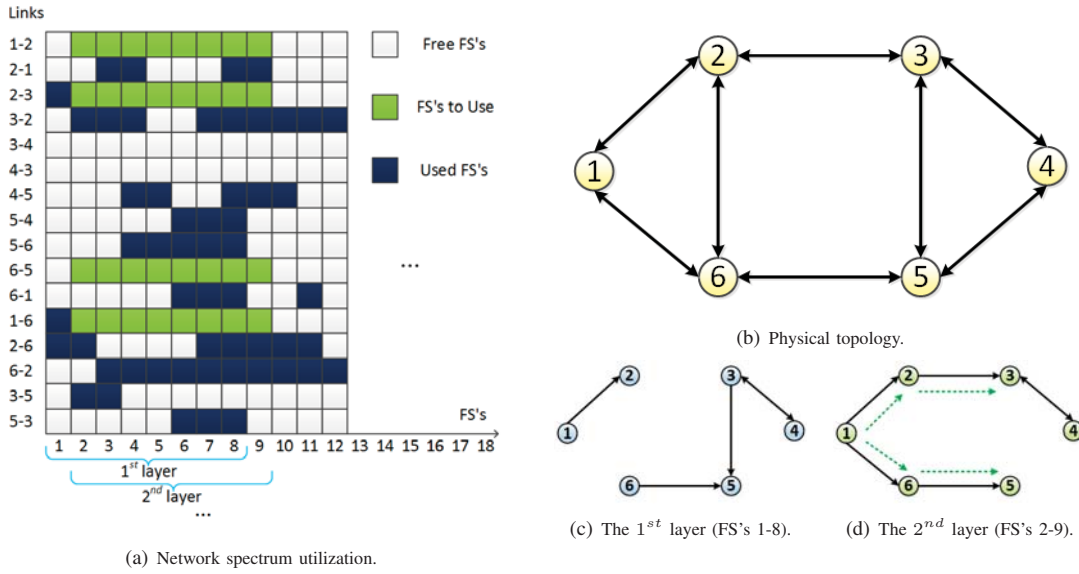 Links
1-2
2-1
2-3
3-2
3-4
4-3
4-5
5-4
5-6
6-5
6-1
1-6
2-6
6-2
3-5
5-3
Free FS's
FS's to Use
Used FS's
...
FS's
1 2 3 4 5 6 7 8 9 10 11 12 13 14 15 16 17 18
1st layer
2nd layer
...
(a) Network spectrum utilization.
2 3
1 4
6 5
(b) Physical topology.
2 3
1 4
6 5
(c) The 1st layer (FS's 1-8).
2 3
1 4
6 5
(d) The 2nd layer (FS's 2-9).